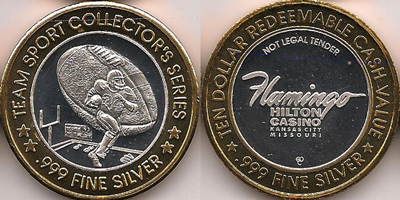 TEAM SPORT COLLECTOR'S SERIES
.999 FINE SILVER
TEN DOLLAR REDEEMABLE CASH VALUE
NOT LEGAL TENDER
Flamingo
HILTON
CASINO
KANSAS CITY
MISSOURI
.999 FINE SILVER